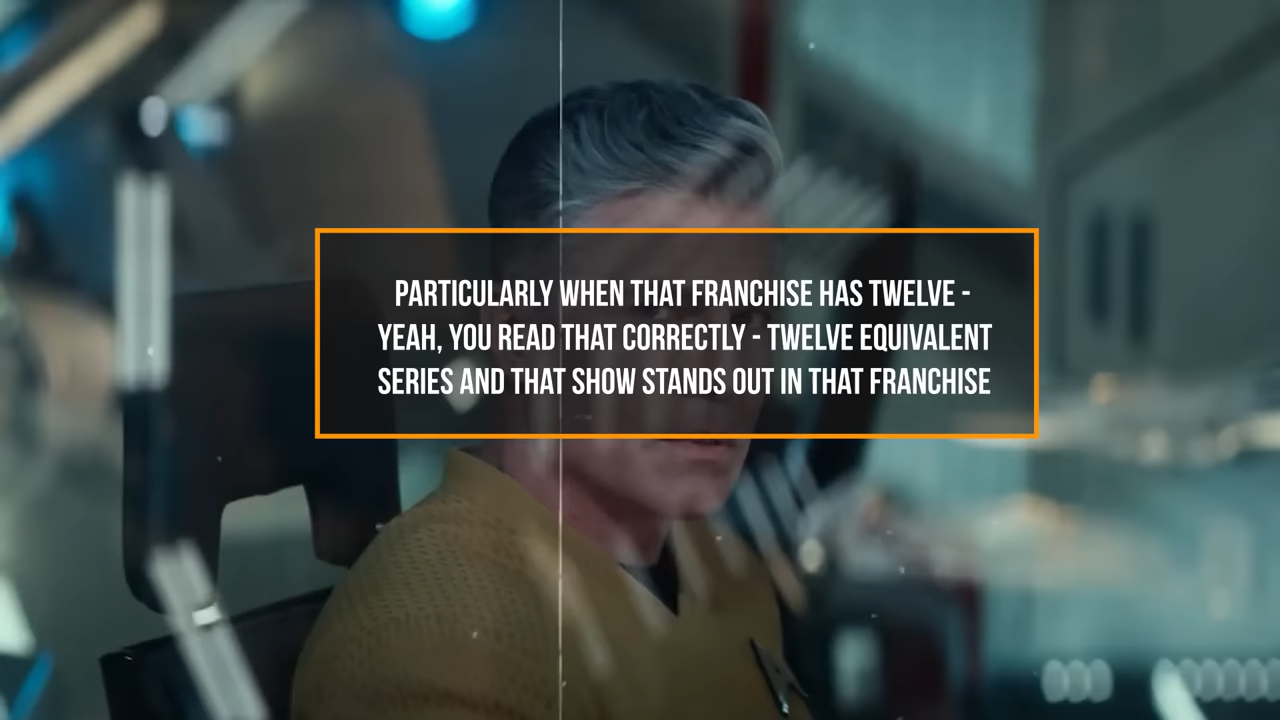 PARTICULARLY WHEN THAT FRANCHISE HAS TWELVE -
YEAH, YOU READ THAT CORRECTLY - TWELVE EQUIVALENT
SERIES AND THAT SHOW STANDS OUT IN THAT FRANCHISE